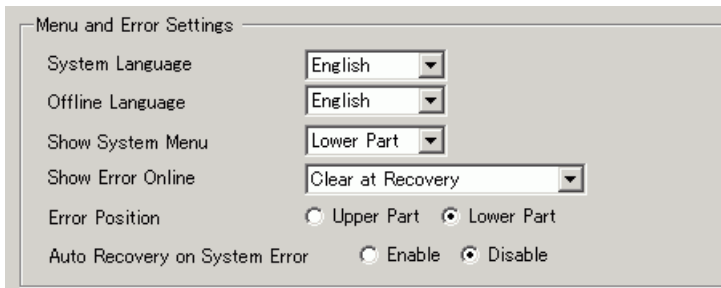 Menu and Error Settings
System Language English
Offline Language English
Show System Menu Lower Part
Show Error Online Clear at Recovery
Error Position Upper Part Lower Part
Auto Recovery on System Error Enable Disable